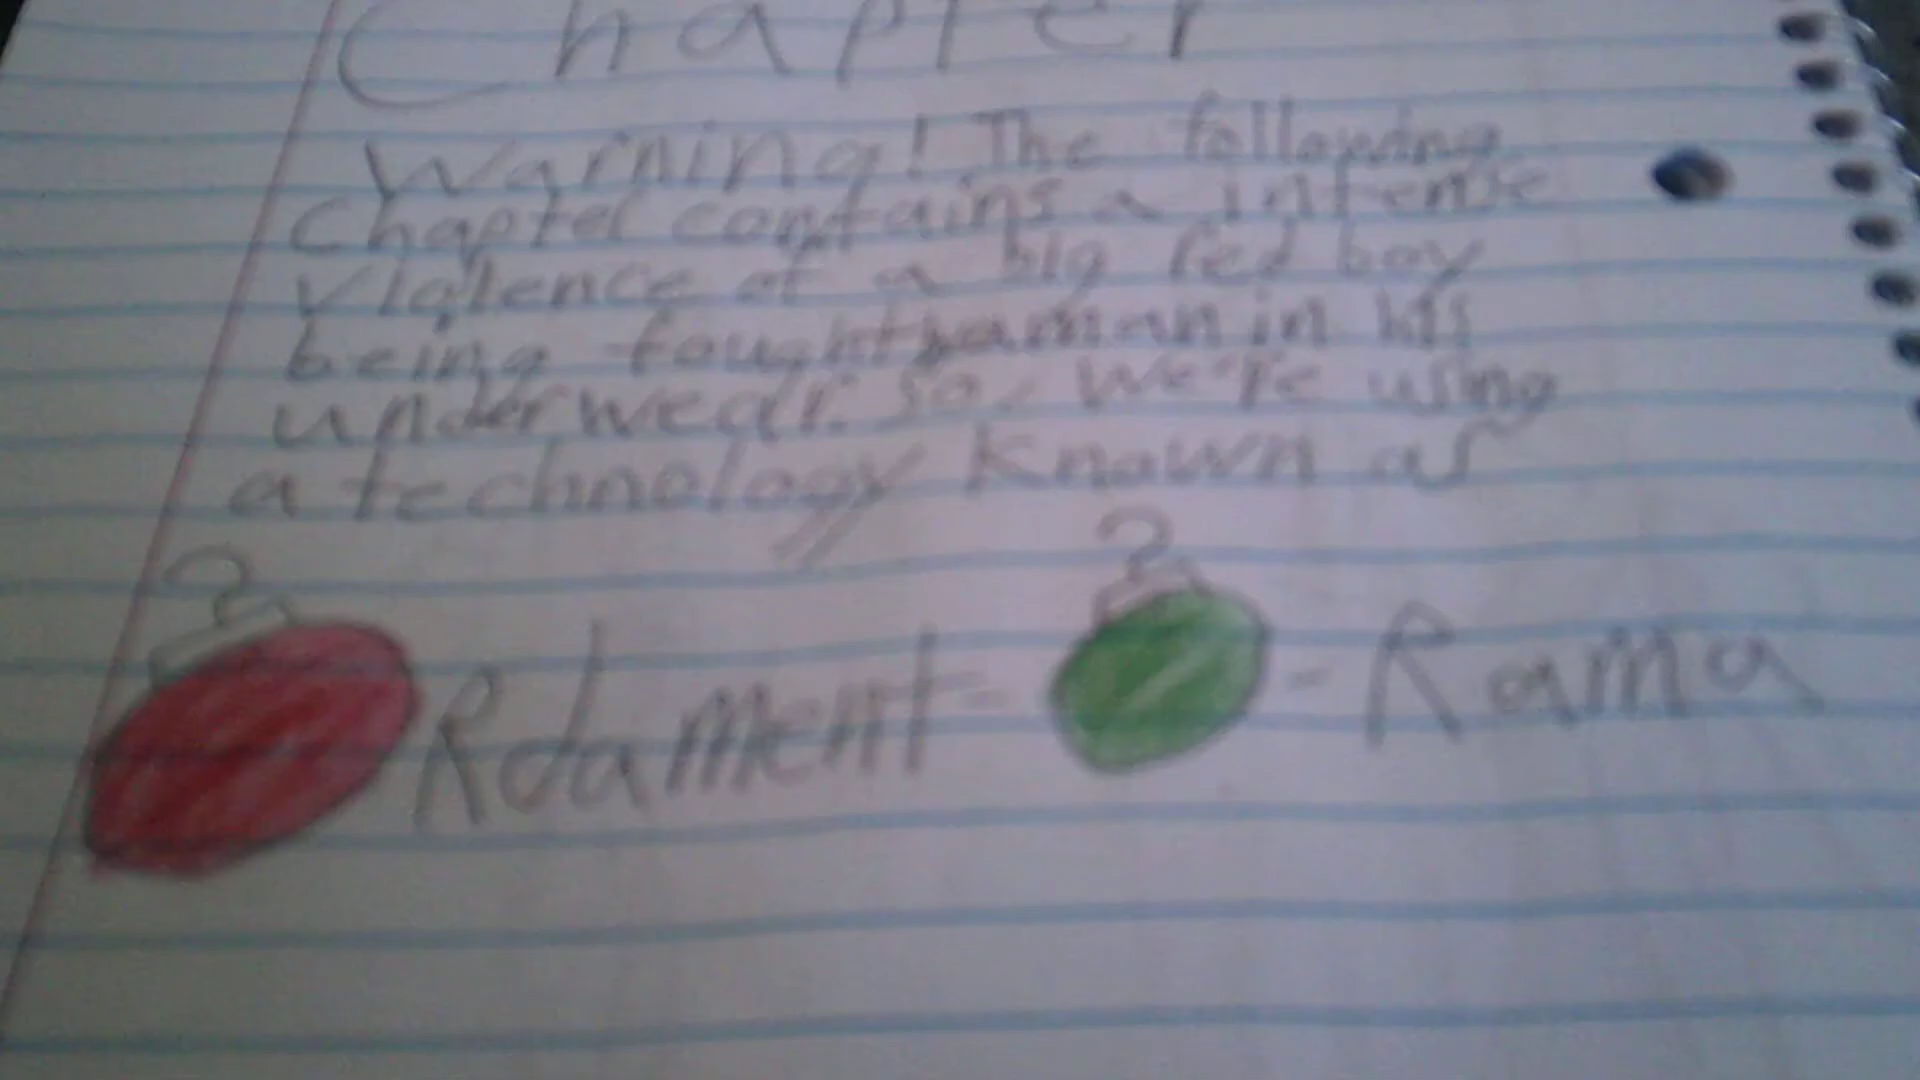 Chapter
Warning! The following
Chapter contains a intense
violence of a big red boy
being fought a man in his
underwear. So, we're using
a technology known as
Rdament- -Rama